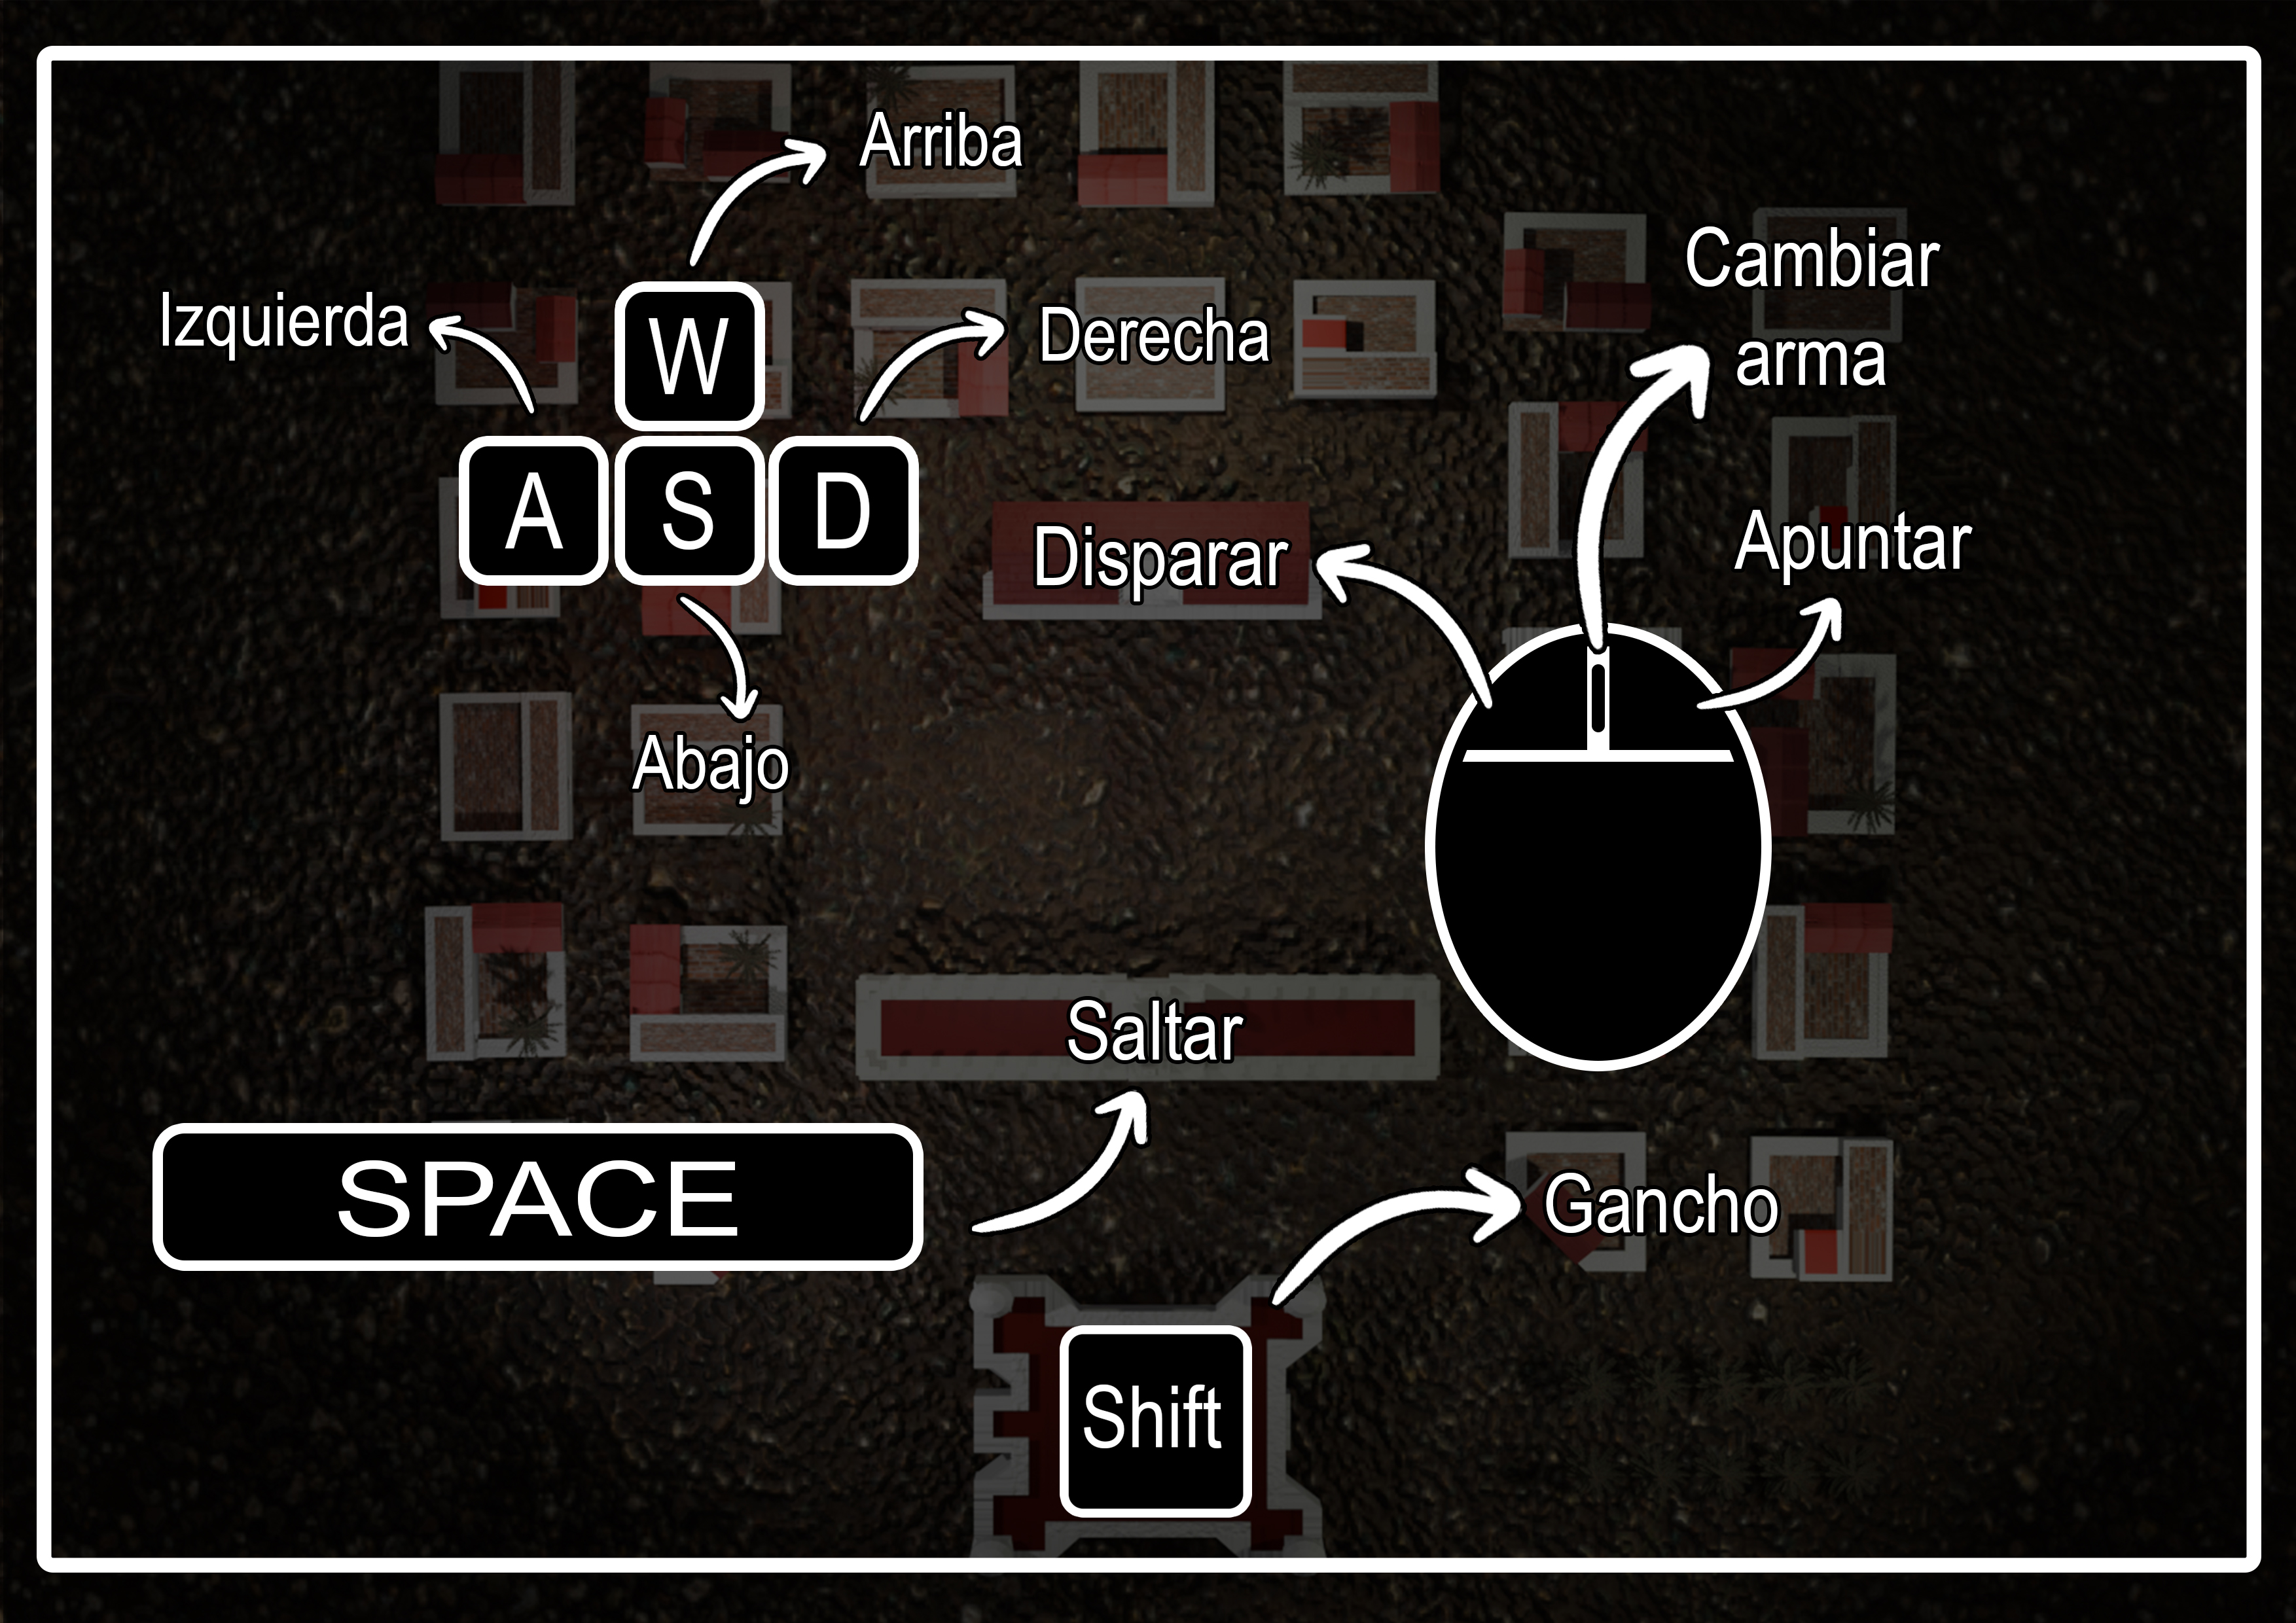 Arriba
Izquierda
W
Derecha
A S D
Abajo
Cambiar
arma
Disparar
Apuntar
Saltar
SPACE
Gancho
Shift